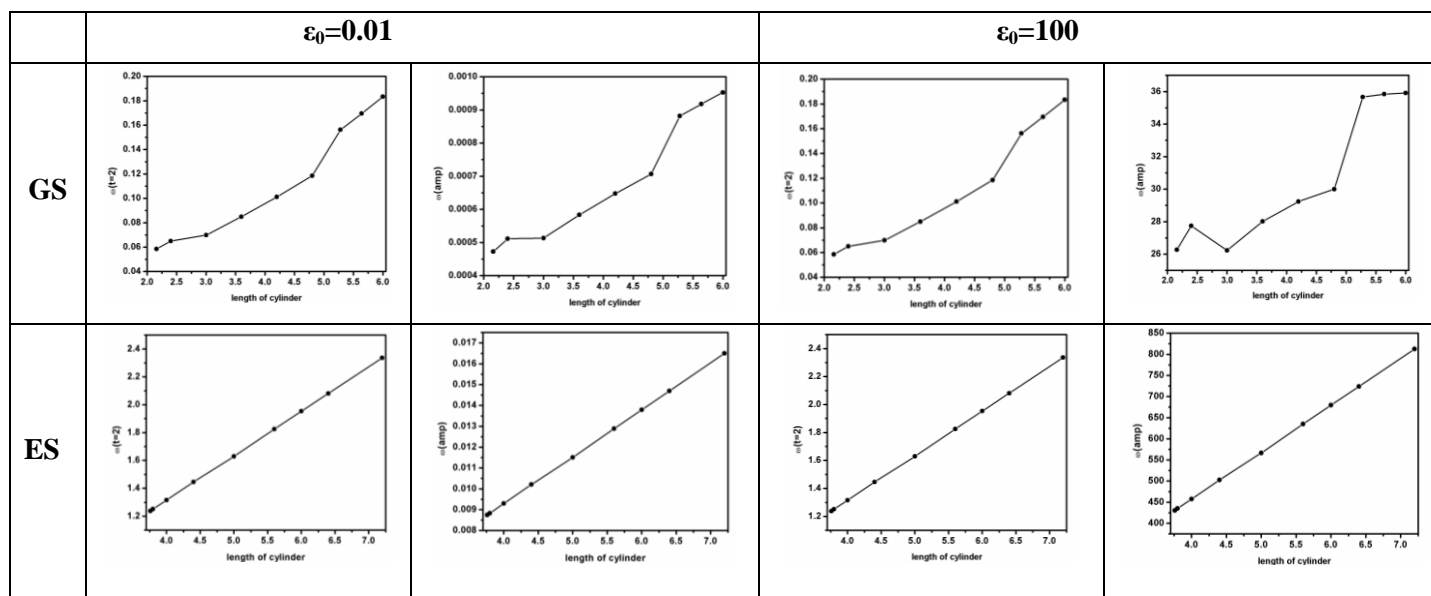 ε₀=0.01 ε₀=100
GS
0.20
0.18
0.16
0.14
0.12
0.10
0.08
0.06
0.04
ω(t=2)
2.0 2.5 3.0 3.5 4.0 4.5 5.0 5.5 6.0
length of cylinder
0.0010
0.0009
0.0008
0.0007
0.0006
0.0005
0.0004
ω(amp)
2.0 2.5 3.0 3.5 4.0 4.5 5.0 5.5 6.0
length of cylinder
0.20
0.18
0.16
0.14
0.12
0.10
0.08
0.06
0.04
ω(t=2)
2.0 2.5 3.0 3.5 4.0 4.5 5.0 5.5 6.0
length of cylinder
36
34
32
30
28
26
ω(amp)
2.0 2.5 3.0 3.5 4.0 4.5 5.0 5.5 6.0
length of cylinder
ES
2.4
2.2
2.0
1.8
1.6
1.4
1.2
ω(t=2)
4.0 4.5 5.0 5.5 6.0 6.5 7.0
length of cylinder
0.017
0.016
0.015
0.014
0.013
0.012
0.011
0.010
0.009
0.008
ω(amp)
4.0 4.5 5.0 5.5 6.0 6.5 7.0
length of cylinder
2.4
2.2
2.0
1.8
1.6
1.4
1.2
ω(t=2)
4.0 4.5 5.0 5.5 6.0 6.5 7.0
length of cylinder
850
800
750
700
650
600
550
500
450
400
ω(amp)
4.0 4.5 5.0 5.5 6.0 6.5 7.0
length of cylinder